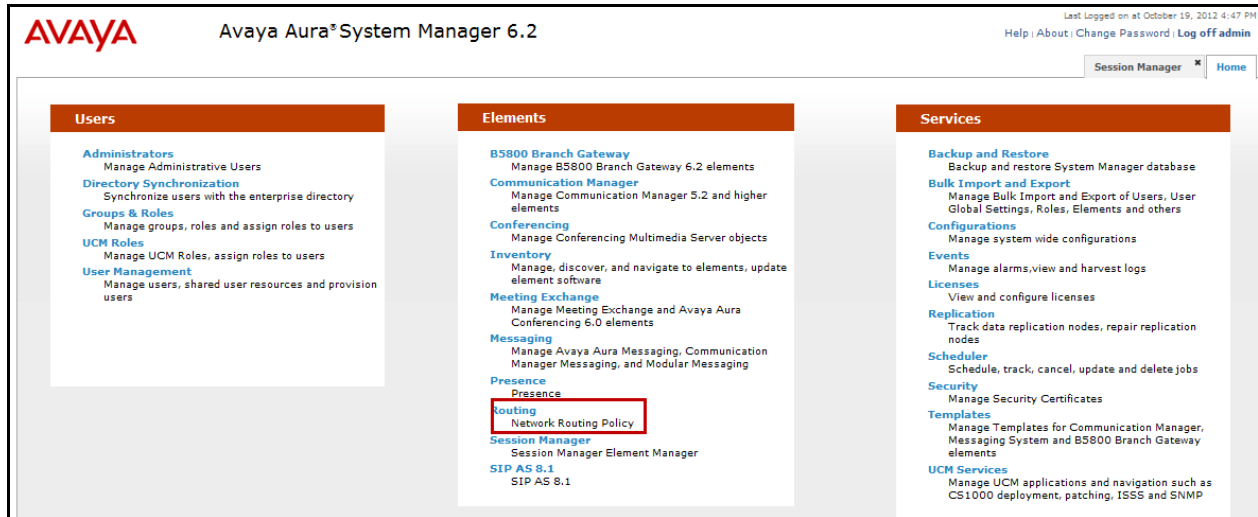 Last Logged on at October 19, 2012 4:47 PM
AVAYA
Avaya Aura® System Manager 6.2
Help | About | Change Password | Log off admin
Session Manager ×
Home
Users
Administrators
Manage Administrative Users
Directory Synchronization
Synchronize users with the enterprise directory
Groups & Roles
Manage groups, roles and assign roles to users
UCM Roles
Manage UCM Roles, assign roles to users
User Management
Manage users, shared user resources and provision
users
Elements
B5800 Branch Gateway
Manage B5800 Branch Gateway 6.2 elements
Communication Manager
Manage Communication Manager 5.2 and higher
elements
Conferencing
Manage Conferencing Multimedia Server objects
Inventory
Manage, discover, and navigate to elements, update
element software
Meeting Exchange
Manage Meeting Exchange and Avaya Aura
Conferencing 6.0 elements
Messaging
Manage Avaya Aura Messaging, Communication
Manager Messaging, and Modular Messaging
Presence
Presence
Routing
Network Routing Policy
Session Manager
Session Manager Element Manager
SIP AS 8.1
SIP AS 8.1
Services
Backup and Restore
Backup and restore System Manager database
Bulk Import and Export
Manage Bulk Import and Export of Users, User
Global Settings, Roles, Elements and others
Configurations
Manage system wide configurations
Events
Manage alarms,view and harvest logs
Licenses
View and configure licenses
Replication
Track data replication nodes, repair replication
nodes
Scheduler
Schedule, track, cancel, update and delete jobs
Security
Manage Security Certificates
Templates
Manage Templates for Communication Manager,
Messaging System and B5800 Branch Gateway
elements
UCM Services
Manage UCM applications and navigation such as
CS1000 deployment, patching, ISSS and SNMP